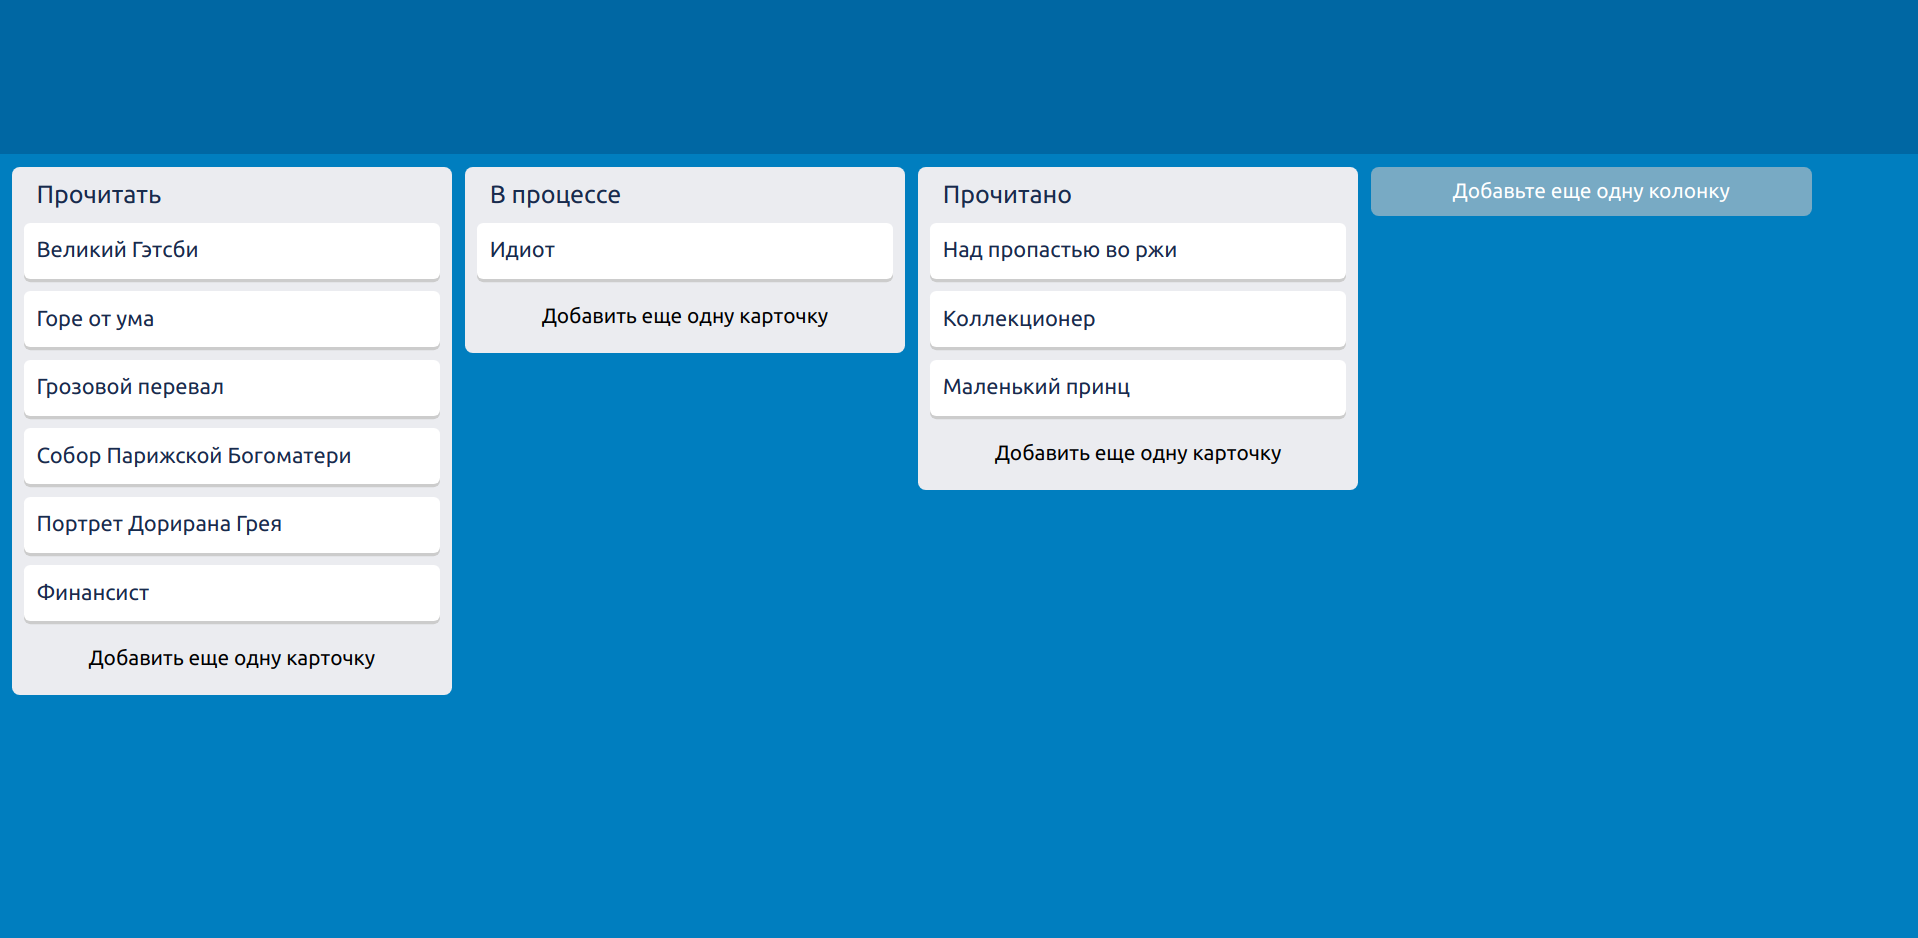 Прочитать
Великий Гэтсби
Горе от ума
Грозовой перевал
Собор Парижской Богоматери
Портрет Дорирана Грея
Финансист
Добавить еще одну карточку
В процессе
Идиот
Добавить еще одну карточку
Прочитано
Над пропастью во ржи
Коллекционер
Маленький принц
Добавить еще одну карточку
Добавьте еще одну колонку